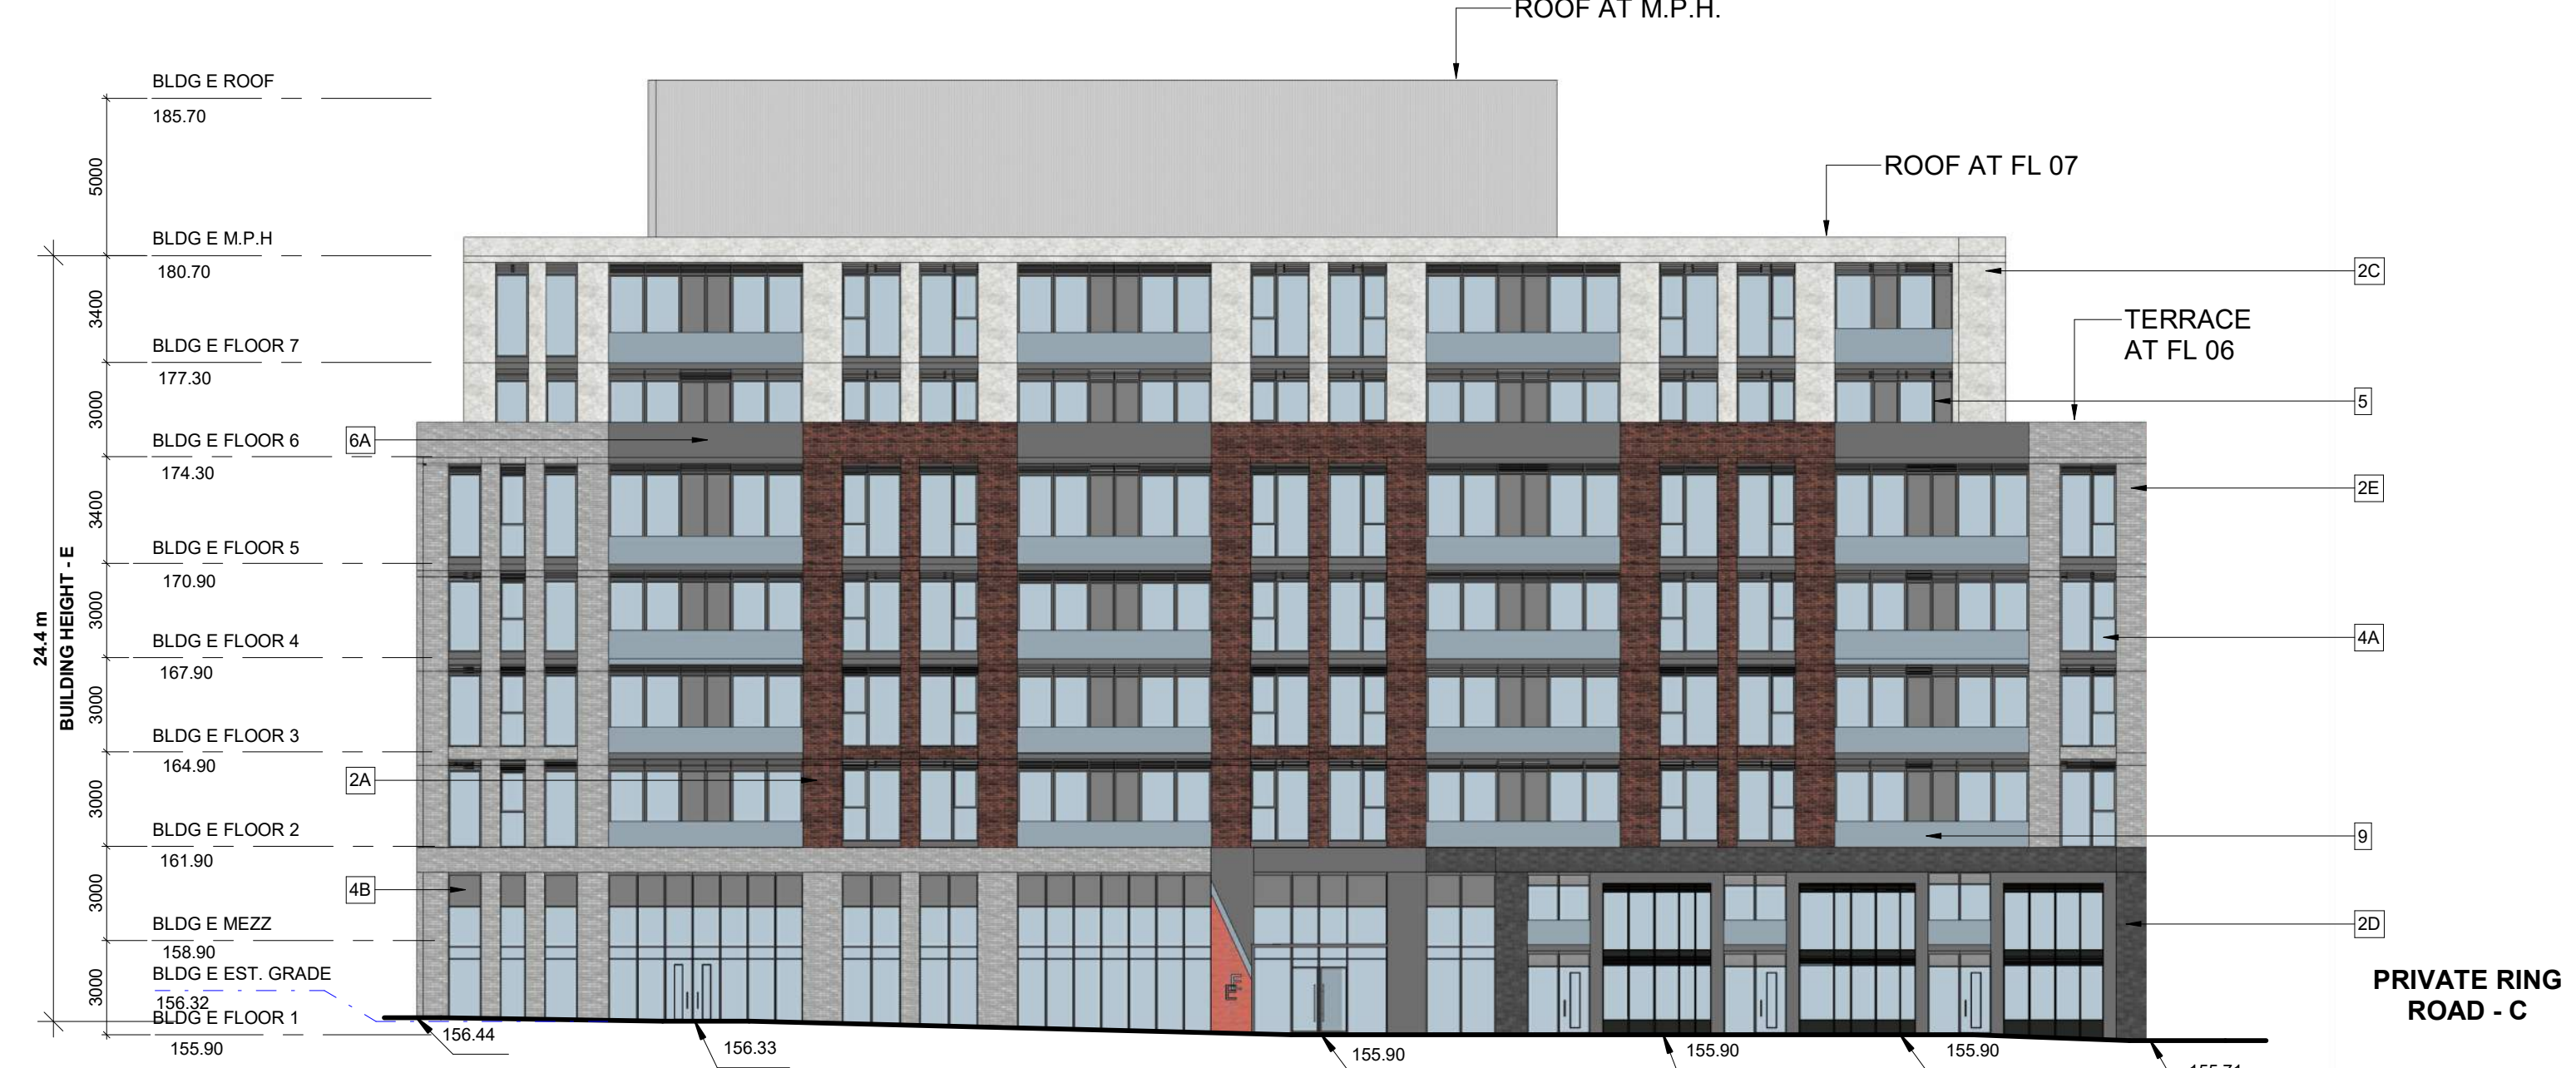 ROOF AT M.P.H.
BLDG E ROOF
185.70
5000
ROOF AT FL 07
BLDG E M.P.H
180.70
2C
3400
TERRACE
AT FL 06
BLDG E FLOOR 7
177.30
5
3000
BLDG E FLOOR 6
6A
174.30
2E
3400
BLDG E FLOOR 5
170.90
3000
24.4 m
BUILDING HEIGHT - E
BLDG E FLOOR 4
4A
167.90
3000
BLDG E FLOOR 3
164.90
2A
3000
BLDG E FLOOR 2
9
161.90
4B
3000
BLDG E MEZZ
2D
158.90
BLDG E EST. GRADE
3000
156.32
E
PRIVATE RING
ROAD - C
BLDG E FLOOR 1
155.90
156.44
156.33
155.90
155.90
155.90